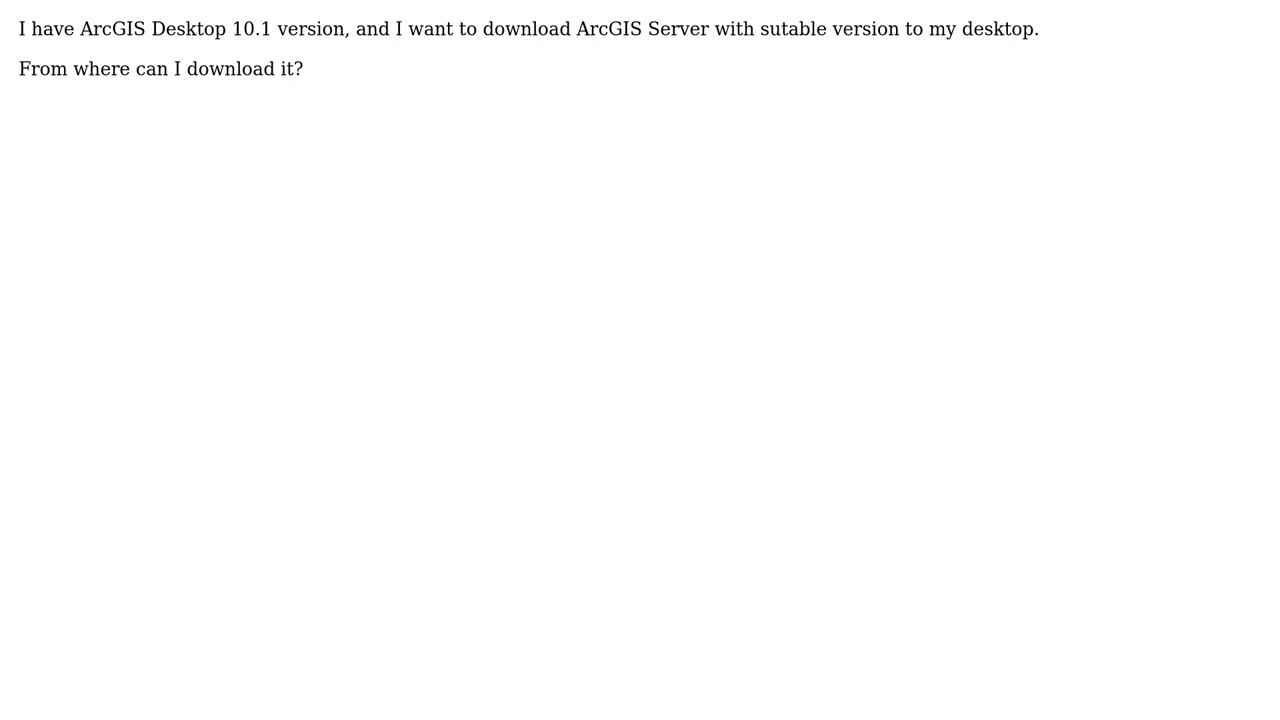 I have ArcGIS Desktop 10.1 version, and I want to download ArcGIS Server with sutable version to my desktop.
From where can I download it?